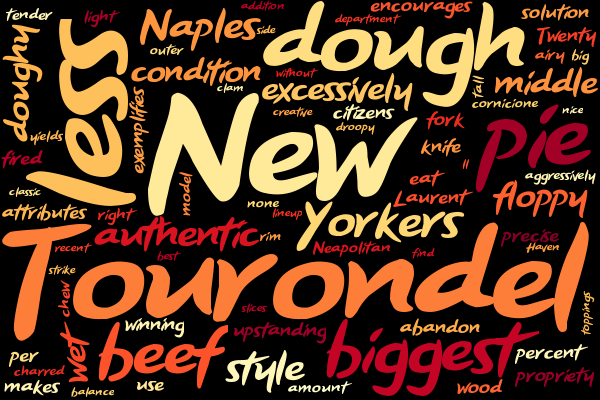 tender
light
addition
encourages
solution
Naples
side
department
dough
Twenty
outer
airy
big
doughy
less
condition
without
excessively
tall
middle
clam
cornicione
nice
exemplifies
creative
citizens
droopy
fork
pie
yields
New
knife
fired
ll
aggressively
classic
model
eat
floppy
attributes
right
none
lineup
Yorkers
Laurent
authentic
rim
Neapolitan
find
precise
Haven
recent
best
Tourondel
strike
chew
slices
toppings
winning
upstanding
abandon
per
wet
beef
style
biggest
percent
charred
makes
balance
use
amount
wood
propriety